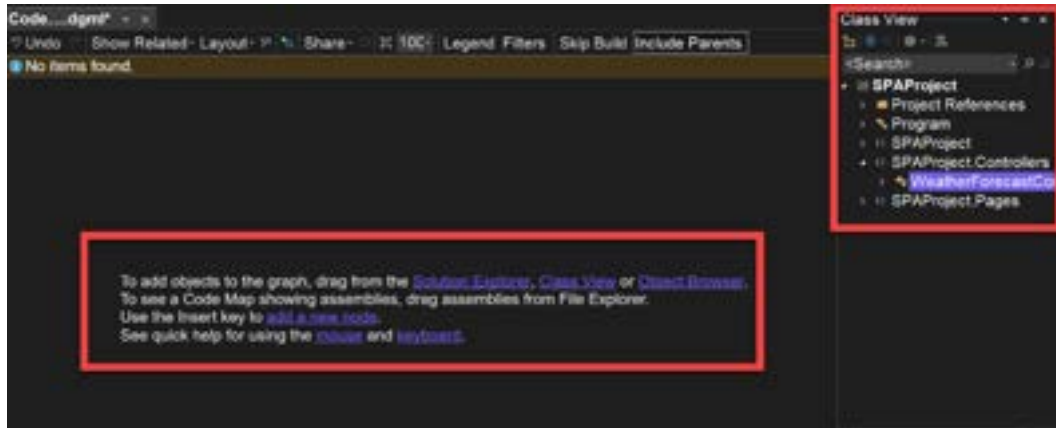 Code....dgml*
Undo Show Related Layout Share 100 Legend Filters Skip Build Include Parents
No items found.
To add objects to the graph, drag from the Solution Explorer, Class View or Object Browser.
To see a Code Map showing assemblies, drag assemblies from File Explorer.
Use the Insert key to add a new node.
See quick help for using the mouse and keyboard.
Class View
<Search>
SPAProject
Project References
Program
SPAProject
SPAProject.Controllers
WeatherForecastCo
SPAProject.Pages